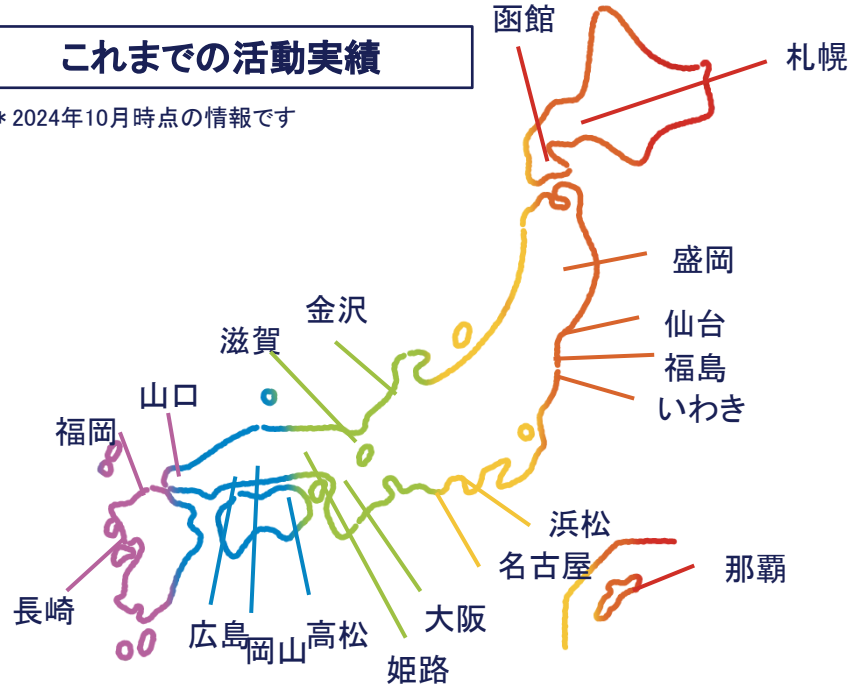 これまでの活動実績
* 2024年10月時点の情報です
函館
札幌
盛岡
仙台
福島
いわき
金沢
滋賀
山口
福岡
浜松
名古屋
那覇
長崎
広島
岡山
高松
大阪
姫路